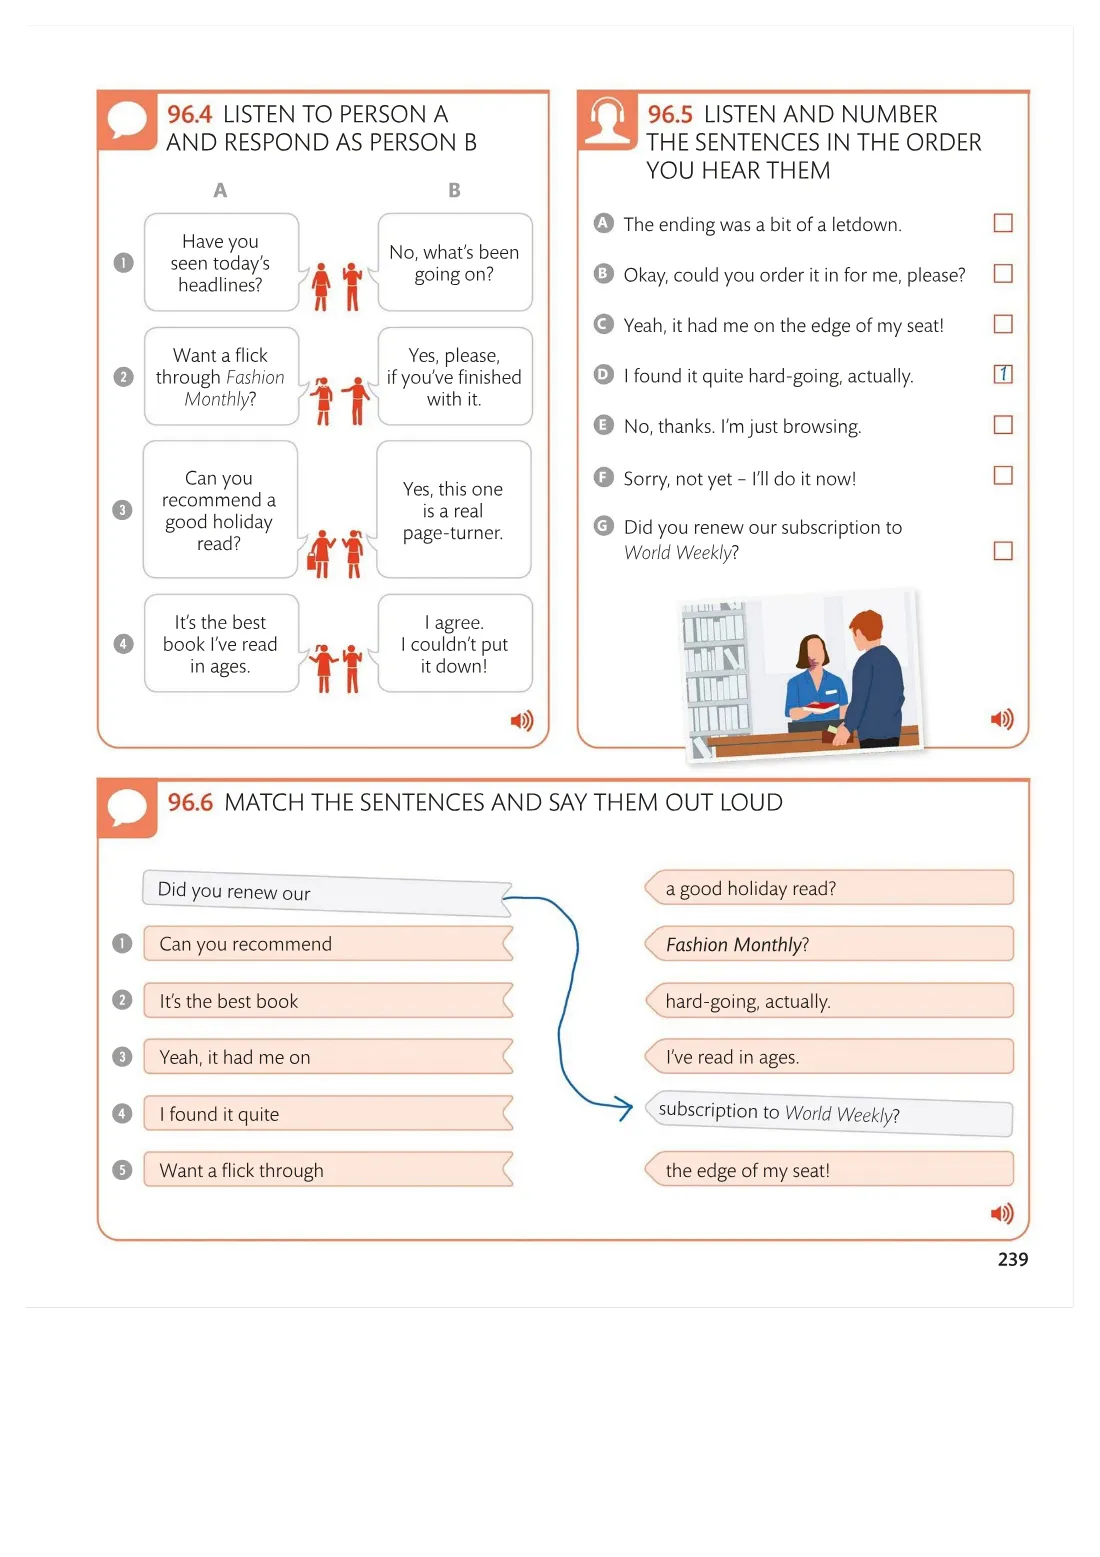 96.4 LISTEN TO PERSON A
AND RESPOND AS PERSON B
A
B
1
Have you
seen today's
headlines?
No, what's been
going on?
2
Want a flick
through Fashion
Monthly?
Yes, please,
if you've finished
with it.
3
Can you
recommend a
good holiday
read?
Yes, this one
is a real
page-turner.
4
It's the best
book I've read
in ages.
I agree.
I couldn't put
it down!
96.5 LISTEN AND NUMBER
THE SENTENCES IN THE ORDER
YOU HEAR THEM
A The ending was a bit of a letdown.
B Okay, could you order it in for me, please?
C Yeah, it had me on the edge of my seat!
D I found it quite hard-going, actually. 1
E No, thanks. I'm just browsing.
F Sorry, not yet – I'll do it now!
G Did you renew our subscription to
World Weekly?
96.6 MATCH THE SENTENCES AND SAY THEM OUT LOUD
Did you renew our
a good holiday read?
1 Can you recommend
Fashion Monthly?
2 It's the best book
hard-going, actually.
3 Yeah, it had me on
I've read in ages.
4 I found it quite
subscription to World Weekly?
5 Want a flick through
the edge of my seat!
239